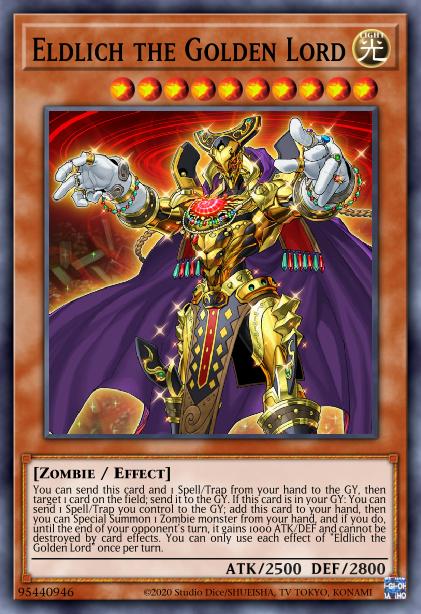 ELDLICH THE GOLDEN LORD
LIGHT
光
[ZOMBIE / EFFECT]
You can send this card and 1 Spell/Trap from your hand to the GY, then
target 1 card on the field; send it to the GY. If this card is in your GY: You can
send 1 Spell/Trap you control to the GY; add this card to your hand, then
you can Special Summon 1 Zombie monster from your hand, and if you do,
until the end of your opponent's turn, it gains 1000 ATK/DEF and cannot be
destroyed by card effects. You can only use each effect of "Eldlich the
Golden Lord" once per turn.
ATK/2500 DEF/2800
95440946
©2020 Studio Dice/SHUEISHA, TV TOKYO, KONAMI